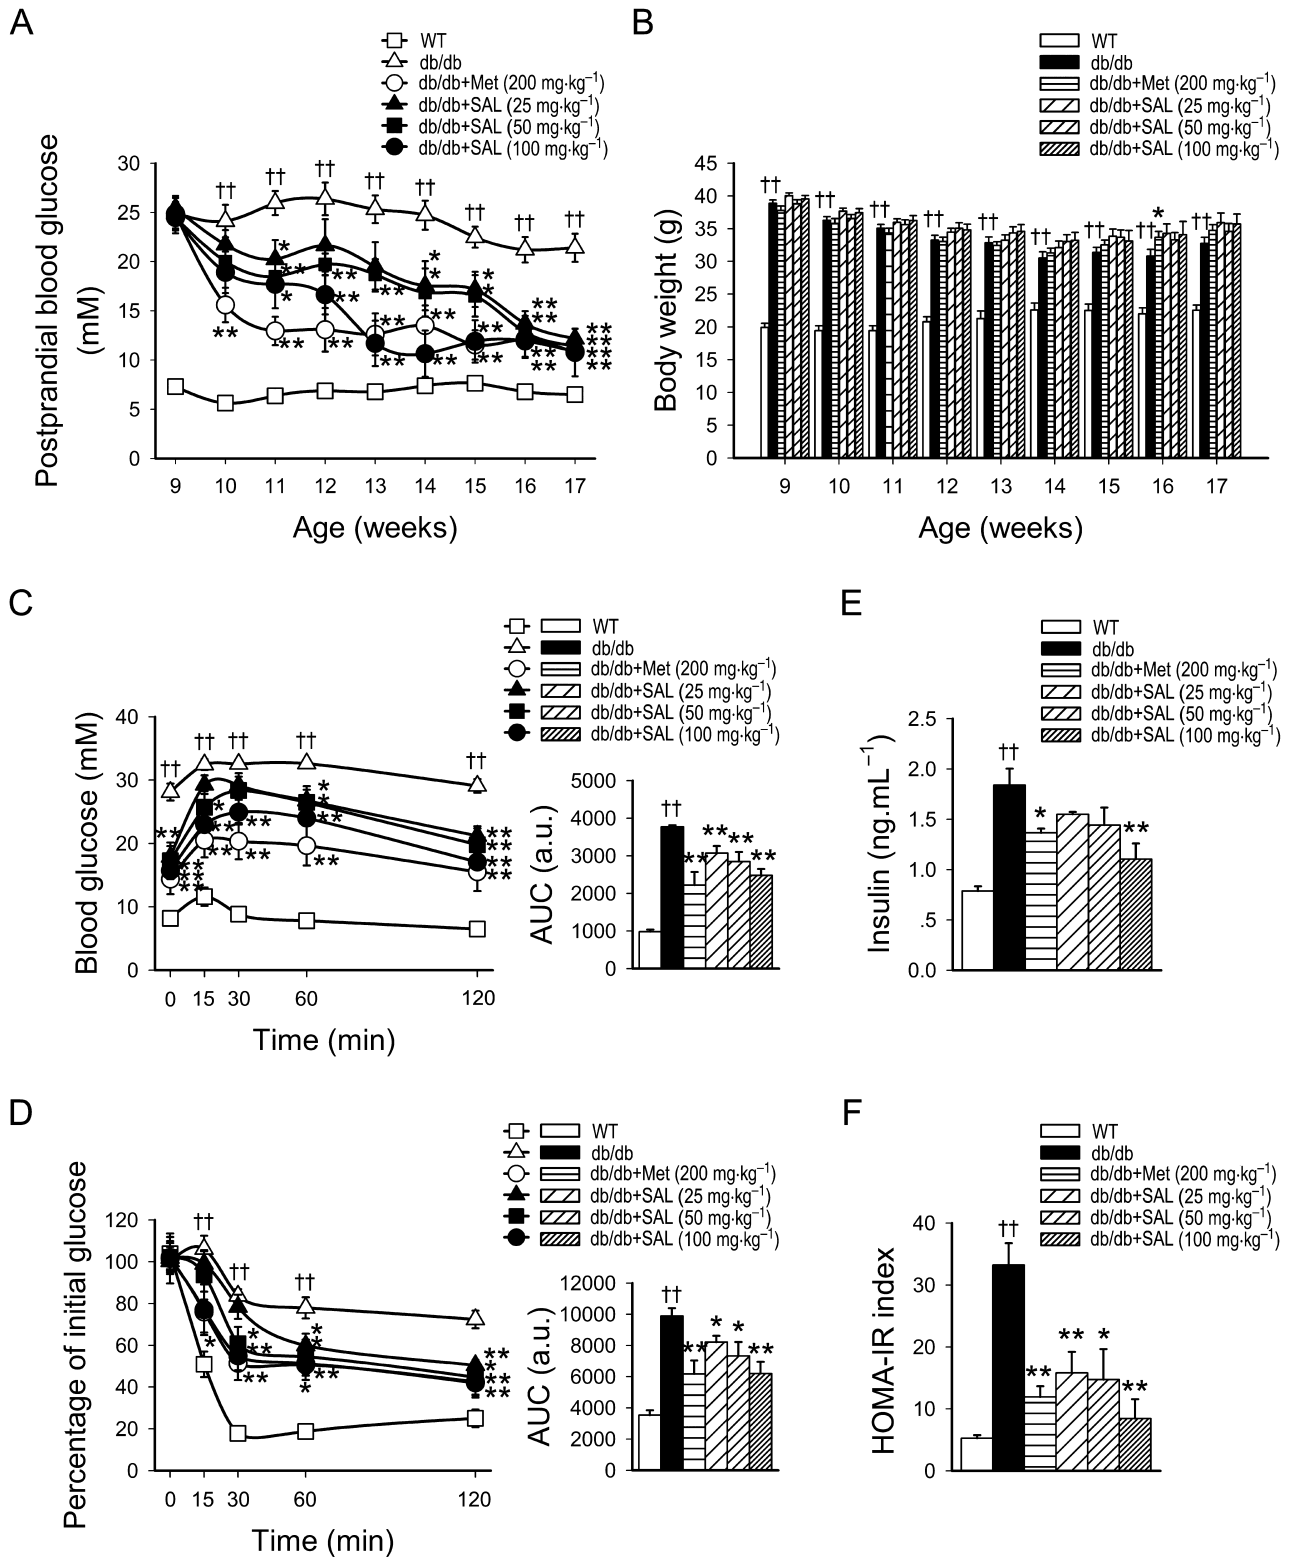 A
WT
db/db
db/db+Met (200 mg·kg⁻¹)
db/db+SAL (25 mg·kg⁻¹)
db/db+SAL (50 mg·kg⁻¹)
db/db+SAL (100 mg·kg⁻¹)
Postprandial blood glucose
(mM)
30
25
20
15
10
5
0
†† †† †† †† †† †† †† ††
9 10 11 12 13 14 15 16 17
Age (weeks)
B
WT
db/db
db/db+Met (200 mg·kg⁻¹)
db/db+SAL (25 mg·kg⁻¹)
db/db+SAL (50 mg·kg⁻¹)
db/db+SAL (100 mg·kg⁻¹)
Body weight (g)
45
40
35
30
25
20
15
10
5
0
†† †† †† †† †† †† †† †† * ††
9 10 11 12 13 14 15 16 17
Age (weeks)
C
WT
db/db
db/db+Met (200 mg·kg⁻¹)
db/db+SAL (25 mg·kg⁻¹)
db/db+SAL (50 mg·kg⁻¹)
db/db+SAL (100 mg·kg⁻¹)
Blood glucose (mM)
40
30
20
10
0
†† †† †† †† ††
0 15 30 60 120
Time (min)
AUC (a.u.)
5000
4000
3000
2000
1000
0
†† ** ** ** **
E
WT
db/db
db/db+Met (200 mg·kg⁻¹)
db/db+SAL (25 mg·kg⁻¹)
db/db+SAL (50 mg·kg⁻¹)
db/db+SAL (100 mg·kg⁻¹)
Insulin (ng.mL⁻¹)
2.5
2.0
1.5
1.0
.5
0.0
†† * **
D
WT
db/db
db/db+Met (200 mg·kg⁻¹)
db/db+SAL (25 mg·kg⁻¹)
db/db+SAL (50 mg·kg⁻¹)
db/db+SAL (100 mg·kg⁻¹)
Percentage of initial glucose
120
100
80
60
40
20
0
†† †† ††
0 15 30 60 120
Time (min)
AUC (a.u.)
12000
10000
8000
6000
4000
2000
0
†† ** * * **
F
WT
db/db
db/db+Met (200 mg·kg⁻¹)
db/db+SAL (25 mg·kg⁻¹)
db/db+SAL (50 mg·kg⁻¹)
db/db+SAL (100 mg·kg⁻¹)
HOMA-IR index
40
30
20
10
0
†† ** ** * **